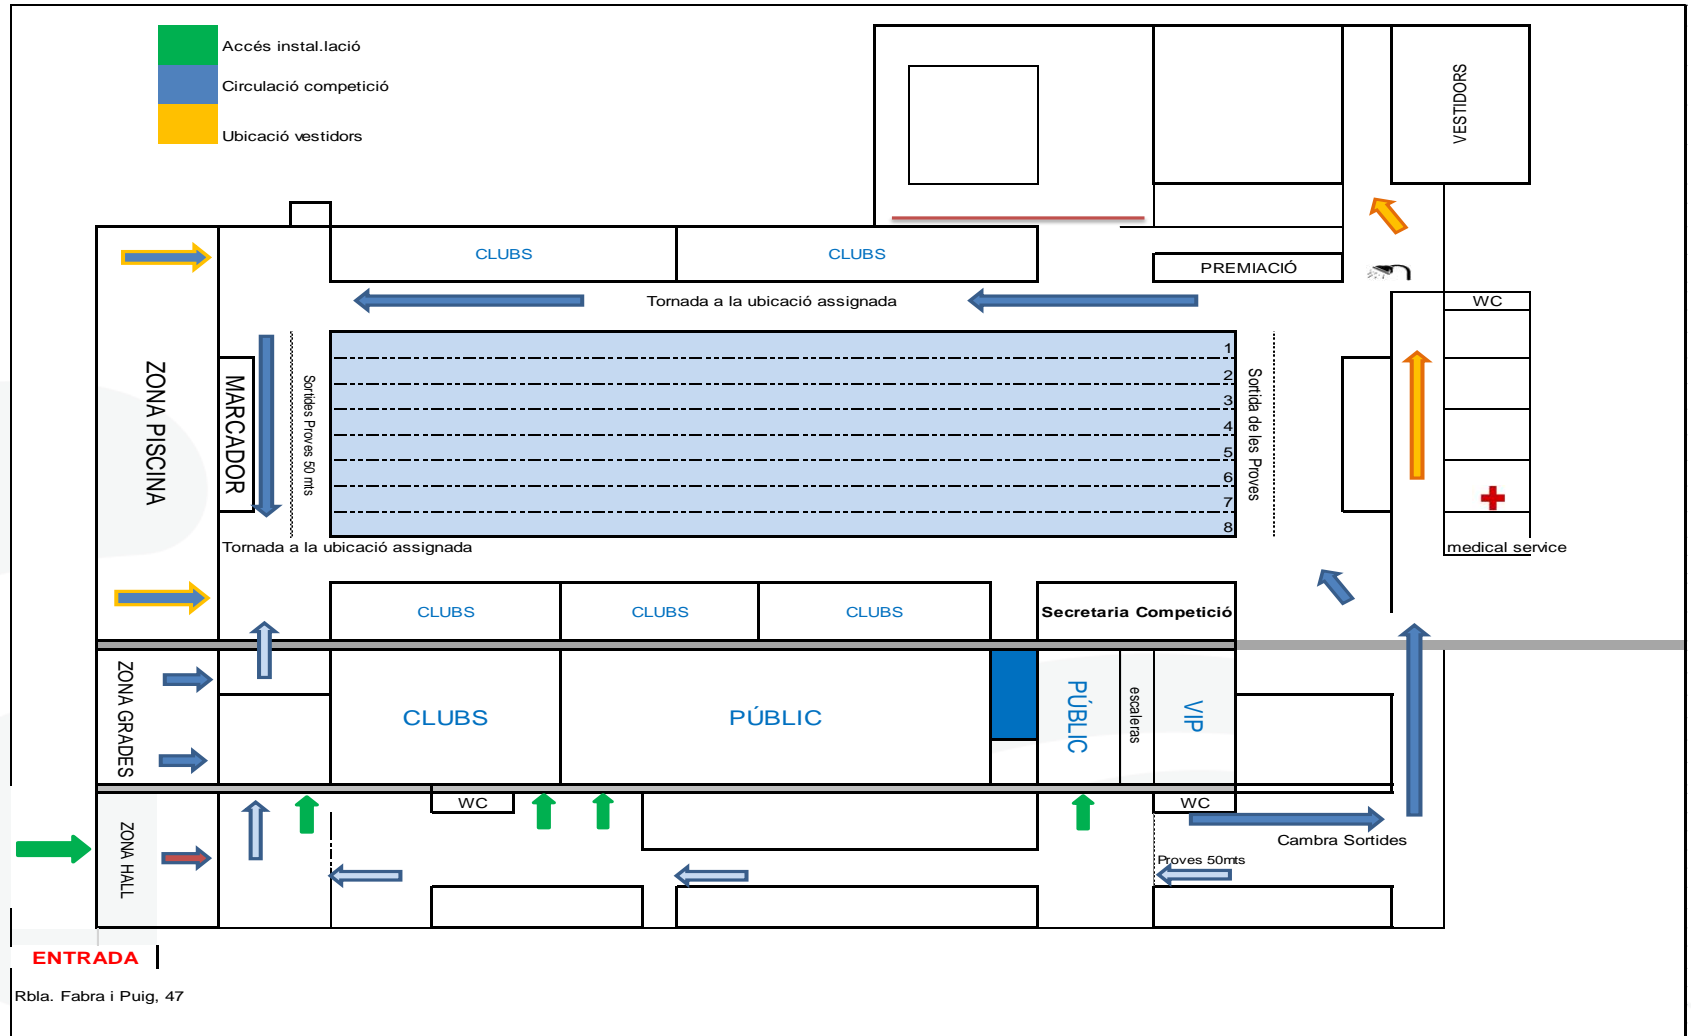 Accés instal.lació
Circulació competició
Ubicació vestidors
VESTIDORS
CLUBS
CLUBS
PREMIACIÓ
Tornada a la ubicació assignada
WC
ZONA PISCINA
MARCADOR
Sortides Proves 50 mts
1
2
3
4
5
6
7
8
Sortida de les Proves
Tornada a la ubicació assignada
medical service
CLUBS
CLUBS
CLUBS
Secretaria Competició
ZONA GRADES
CLUBS
PÚBLIC
PÚBLIC
escaleras
VIP
WC
WC
ZONA HALL
Cambra Sortides
Proves 50mts
ENTRADA
Rbla. Fabra i Puig, 47